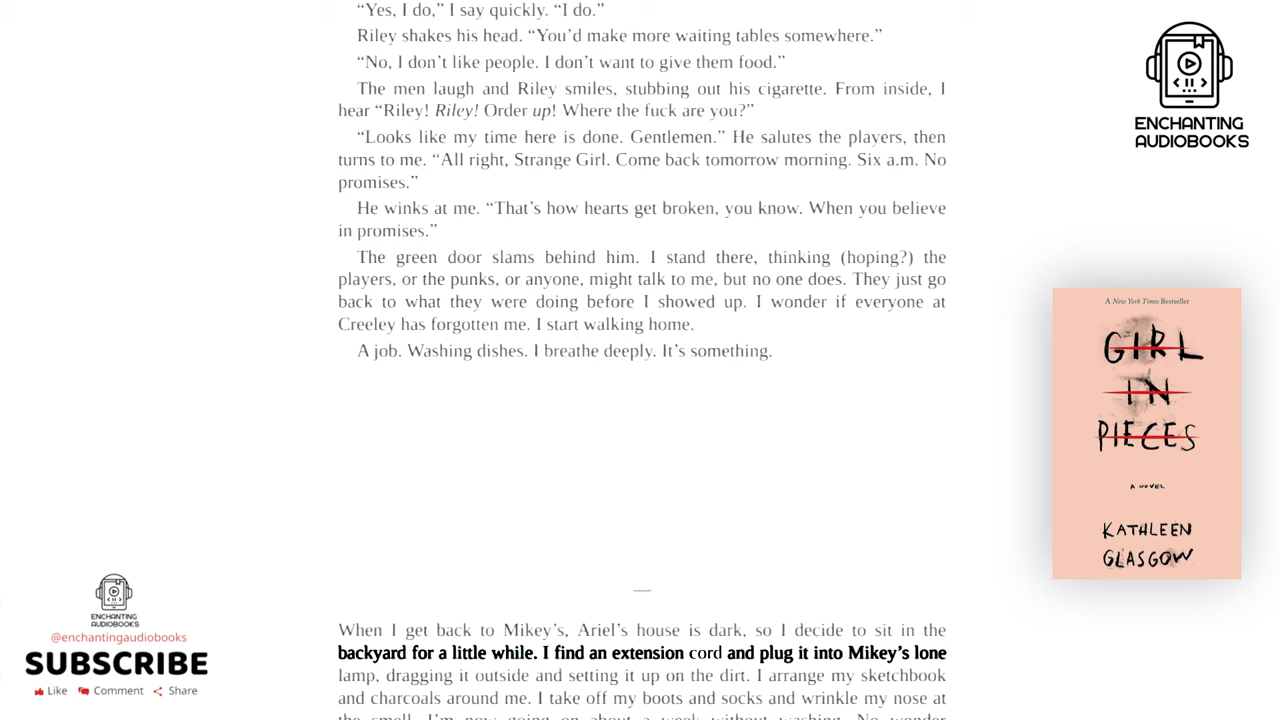 “Yes, I do,” I say quickly. “I do.”
Riley shakes his head. “You’d make more waiting tables somewhere.”
“No, I don’t like people. I don’t want to give them food.”
The men laugh and Riley smiles, stubbing out his cigarette. From inside, I
hear “Riley! Riley! Order up! Where the fuck are you?”
“Looks like my time here is done. Gentlemen.” He salutes the players, then
turns to me. “All right, Strange Girl. Come back tomorrow morning. Six a.m. No
promises.”
He winks at me. “That’s how hearts get broken, you know. When you believe
in promises.”
The green door slams behind him. I stand there, thinking (hoping?) the
players, or the punks, or anyone, might talk to me, but no one does. They just go
back to what they were doing before I showed up. I wonder if everyone at
Creeley has forgotten me. I start walking home.
A job. Washing dishes. I breathe deeply. It’s something.
—
When I get back to Mikey’s, Ariel’s house is dark, so I decide to sit in the
backyard for a little while. I find an extension cord and plug it into Mikey’s lone
lamp, dragging it outside and setting it up on the dirt. I arrange my sketchbook
and charcoals around me. I take off my boots and socks and wrinkle my nose at
the smell. I’m now going on about a week without washing. No wonder
ENCHANTING
AUDIOBOOKS
A New York Times Bestseller
GIRL
IN
PIECES
A NOVEL
KATHLEEN
GLASGOW
ENCHANTING
AUDIOBOOKS
@enchantingaudiobooks
SUBSCRIBE
Like Comment Share